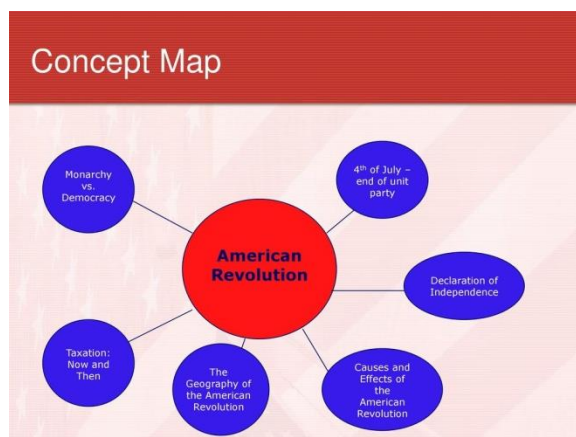 Concept Map
Monarchy
vs.
Democracy
4th of July –
end of unit
party
American
Revolution
Declaration of
Independence
Taxation:
Now and
Then
The
Geography of
the American
Revolution
Causes and
Effects of
the
American
Revolution